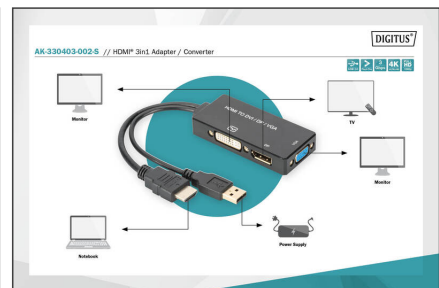 DIGITUS®
AK-330403-002-S // HDMI® 3in1 Adapter / Converter
4K
HD
Monitor
HDMI TO DVI / DP / VGA
TV
Monitor
Notebook
Power Supply